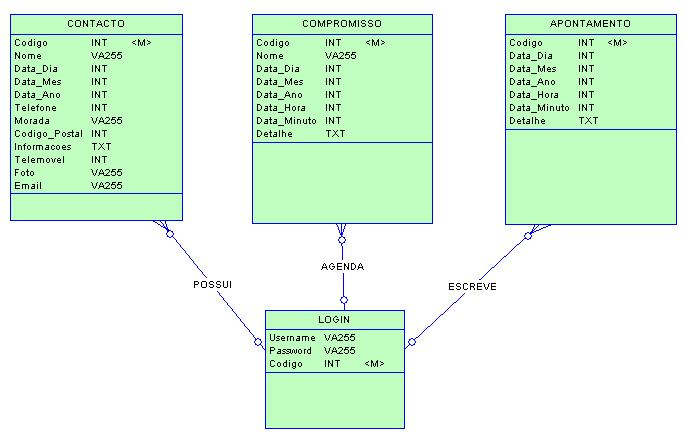 CONTACTO
Codigo INT <M>
Nome VA255
Data_Dia INT
Data_Mes INT
Data_Ano INT
Telefone INT
Morada VA255
Codigo_Postal INT
Informacoes TXT
Telemovel INT
Foto VA255
Email VA255
COMPROMISSO
Codigo INT <M>
Nome VA255
Data_Dia INT
Data_Mes INT
Data_Ano INT
Data_Hora INT
Data_Minuto INT
Detalhe TXT
APONTAMENTO
Codigo INT <M>
Data_Dia INT
Data_Mes INT
Data_Ano INT
Data_Hora INT
Data_Minuto INT
Detalhe TXT
POSSUI
AGENDA
ESCREVE
LOGIN
Username VA255
Password VA255
Codigo INT <M>